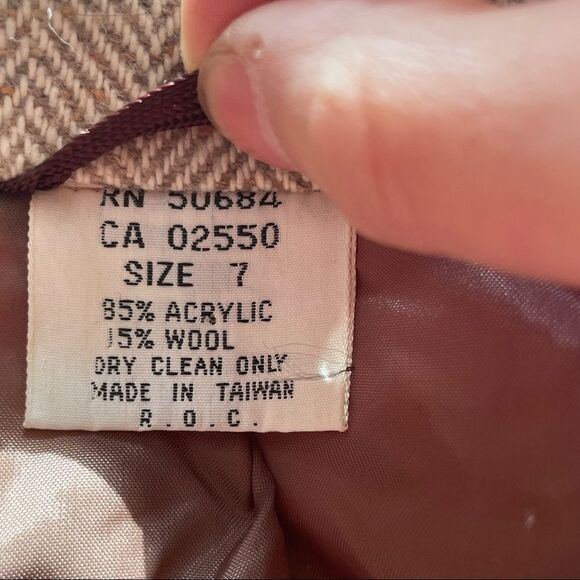 RN 50684
CA 02550
SIZE 7
85% ACRYLIC
15% WOOL
DRY CLEAN ONLY
MADE IN TAIWAN
R.O.C.